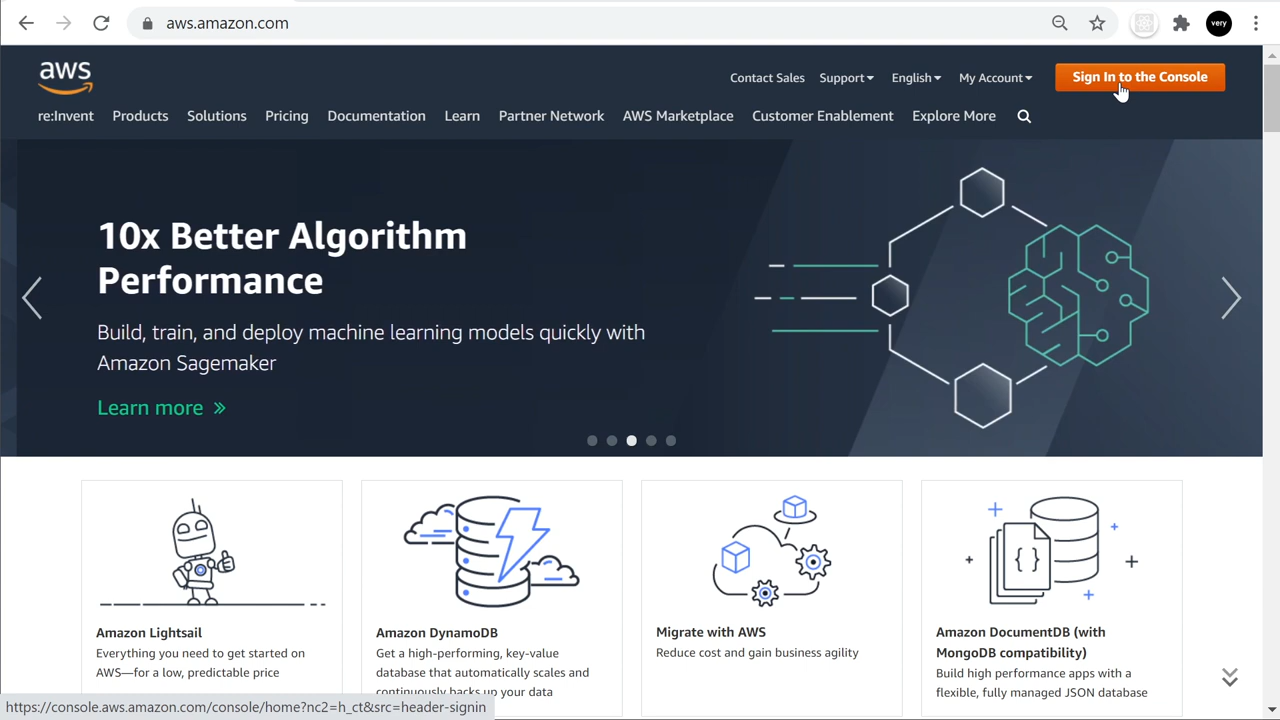 aws.amazon.com
very
aws
Contact Sales Support English My Account Sign In to the Console
re:Invent Products Solutions Pricing Documentation Learn Partner Network AWS Marketplace Customer Enablement Explore More
10x Better Algorithm
Performance
Build, train, and deploy machine learning models quickly with
Amazon Sagemaker
Learn more »
Amazon Lightsail
Everything you need to get started on
AWS—for a low, predictable price
Amazon DynamoDB
Get a high-performing, key-value
database that automatically scales and
continuously backs up your data
Migrate with AWS
Reduce cost and gain business agility
{ }
Amazon DocumentDB (with
MongoDB compatibility)
Build high performance apps with a
flexible, fully managed JSON database
https://console.aws.amazon.com/console/home?nc2=h_ct&src=header-signin